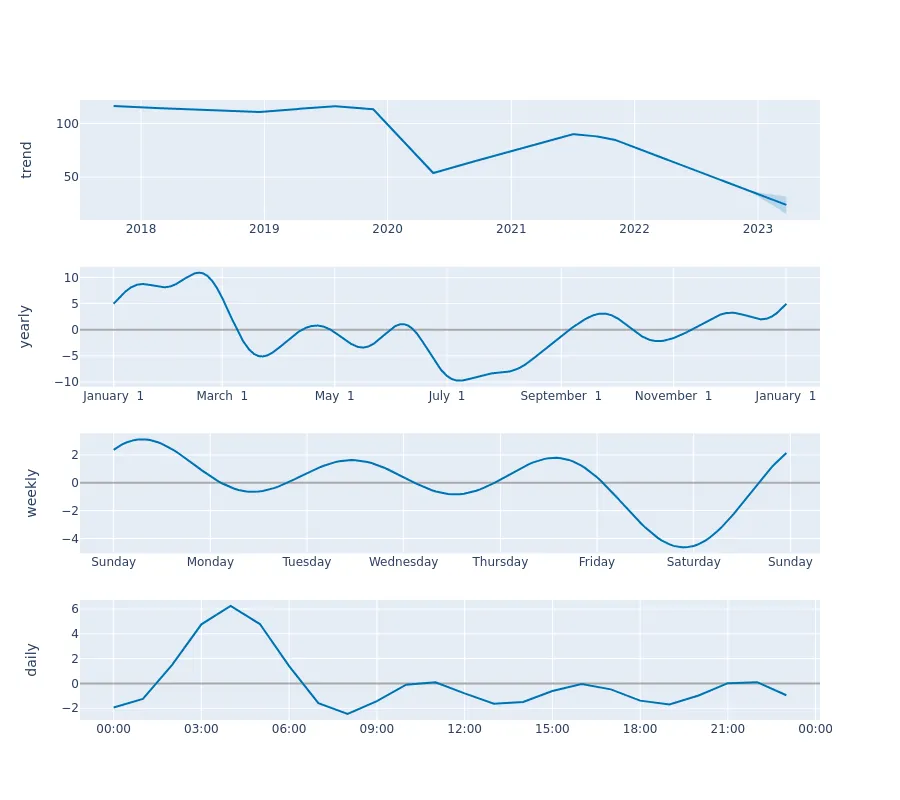 trend
100
50
2018 2019 2020 2021 2022 2023
yearly
10
5
0
−5
−10
January 1 March 1 May 1 July 1 September 1 November 1 January 1
weekly
2
0
−2
−4
Sunday Monday Tuesday Wednesday Thursday Friday Saturday Sunday
daily
6
4
2
0
−2
00:00 03:00 06:00 09:00 12:00 15:00 18:00 21:00 00:00